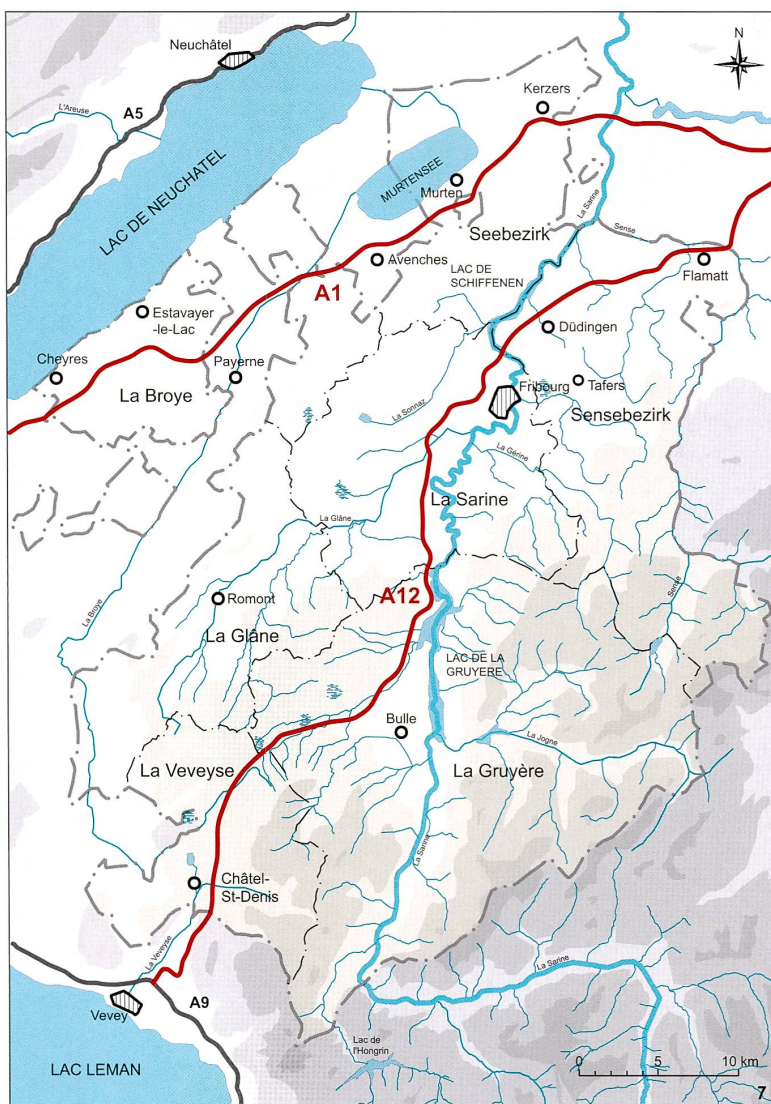 Neuchâtel
N
L'Areuse
A5
Kerzers
LAC DE NEUCHATEL
MURTENSEE
Murten
La Sarine
Seebezirk
Sense
Avenches
LAC DE
SCHIFFENEN
Flamatt
A1
Estavayer
-le-Lac
Düdingen
Cheyres
Payerne
Fribourg
Tafers
La Broye
La Sonnaz
Sensebezirk
La Gérine
La Sarine
La Glâne
A12
Romont
La Broye
Sense
La Glâne
LAC DE LA
GRUYERE
Bulle
La Jogne
La Veveyse
La Gruyère
La Sarine
Châtel-
St-Denis
La Veveyse
La Sarine
A9
Vevey
Lac de
l'Hongrin
LAC LEMAN
0 5 10 km
7